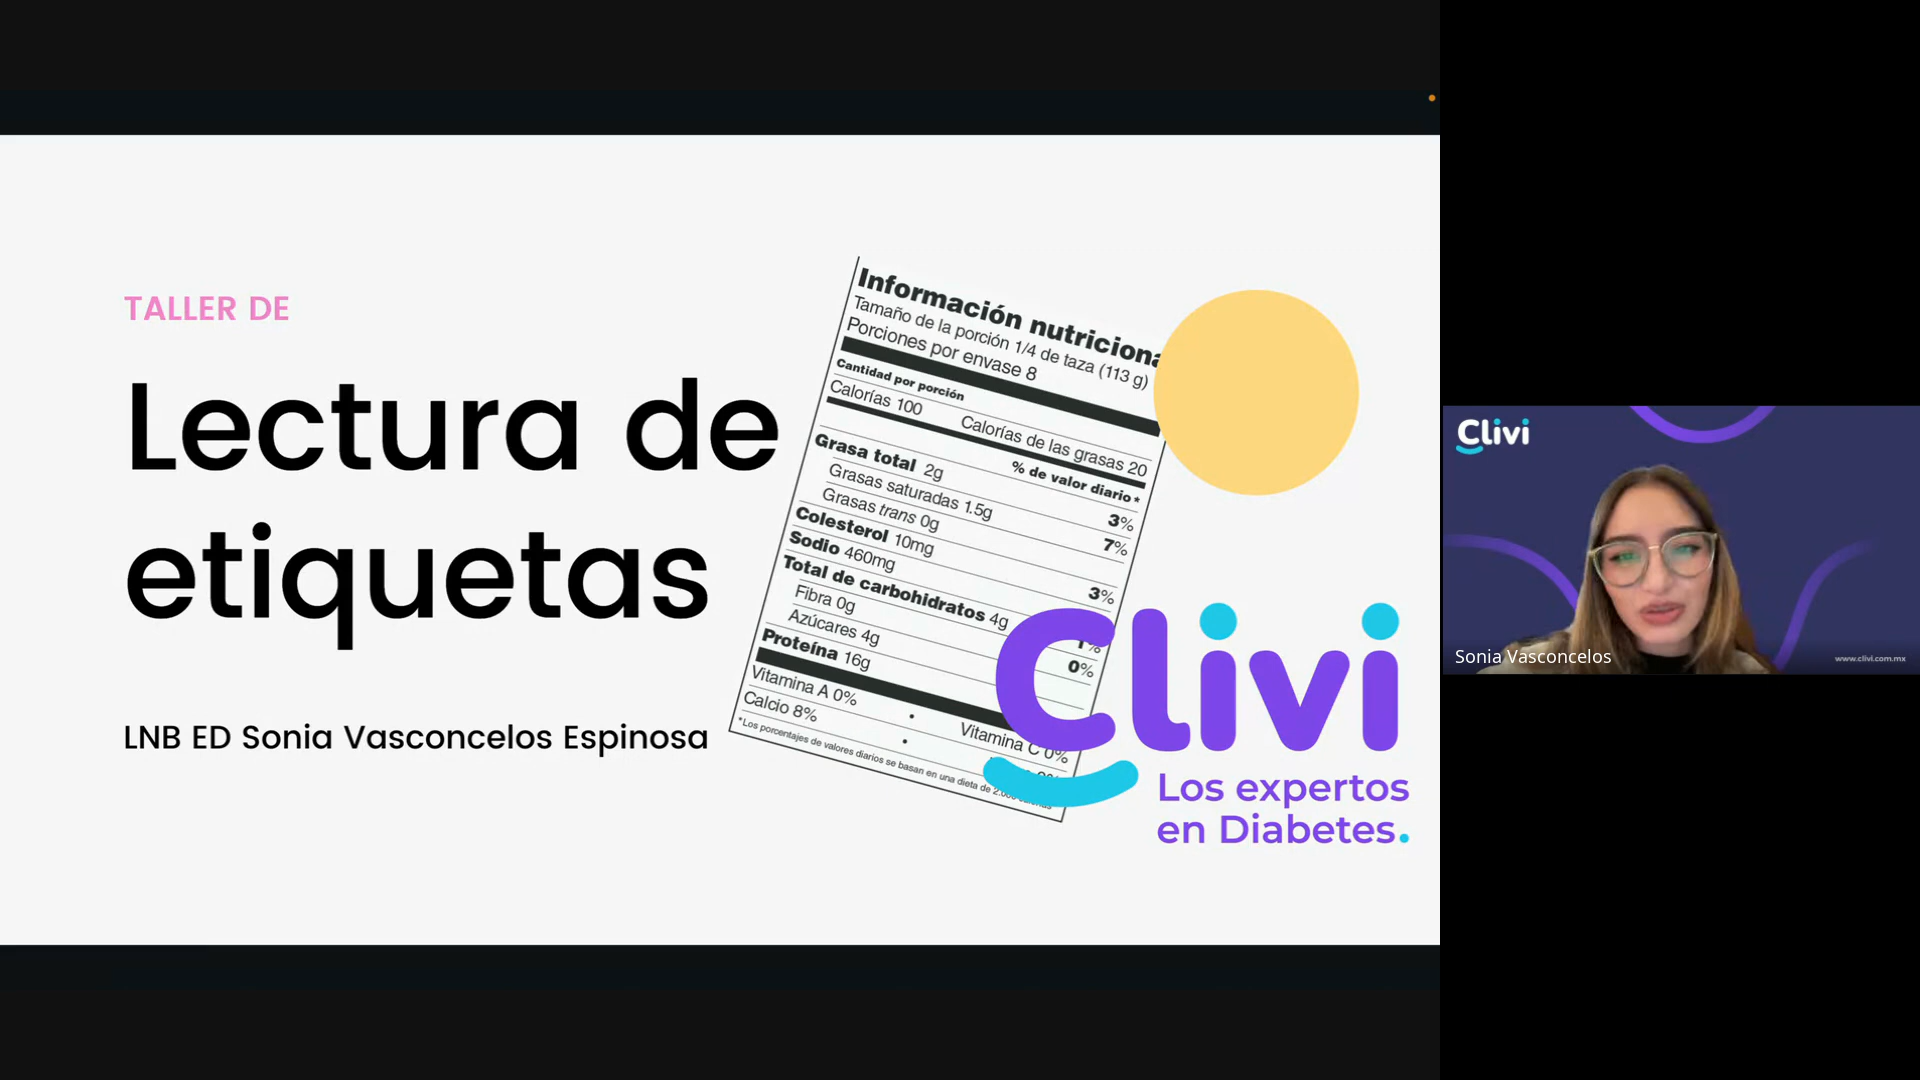 TALLER DE
Lectura de
etiquetas
LNB ED Sonia Vasconcelos Espinosa
Información nutriciona
Tamaño de la porción 1/4 de taza (113 g)
Porciones por envase 8
Cantidad por porción
Calorías 100 Calorías de las grasas 20
% de valor diario *
Grasa total 2g 3%
Grasas saturadas 1.5g 7%
Grasas trans 0g
Colesterol 10mg 3%
Sodio 460mg
Total de carbohidratos 4g 1%
Fibra 0g 0%
Azúcares 4g
Proteína 16g
Vitamina A 0% • Vitamina C 0%
Calcio 8% •
*Los porcentajes de valores diarios se basan en una dieta de
Clivi
Los expertos
en Diabetes.
Clivi
Sonia Vasconcelos
www.clivi.com.mx